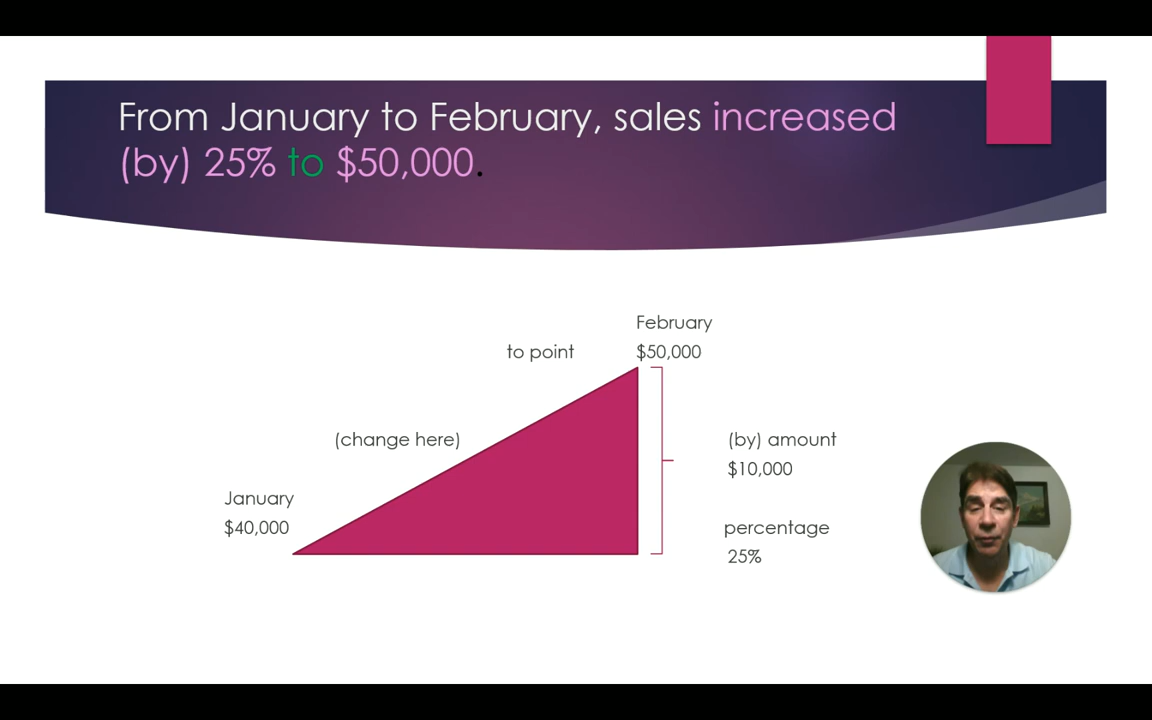 From January to February, sales increased
(by) 25% to $50,000.
February
to point $50,000
(change here)
(by) amount
$10,000
January
$40,000
percentage
25%